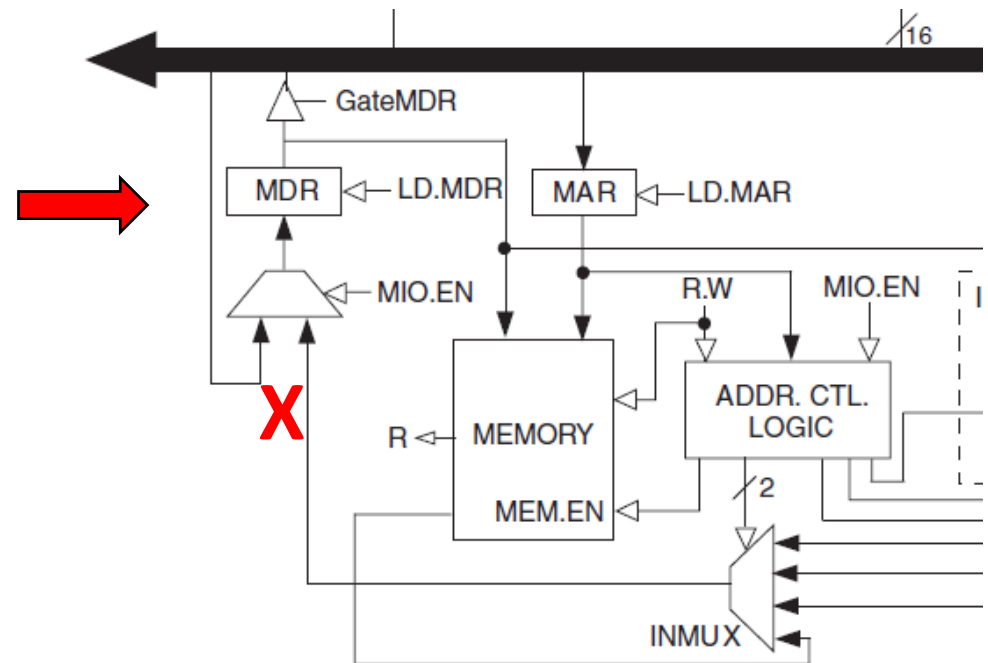 16
GateMDR
MDR
LD.MDR
MAR
LD.MAR
MIO.EN
R.W
MIO.EN
I
X
ADDR. CTL.
LOGIC
R
MEMORY
2
MEM.EN
INMUX